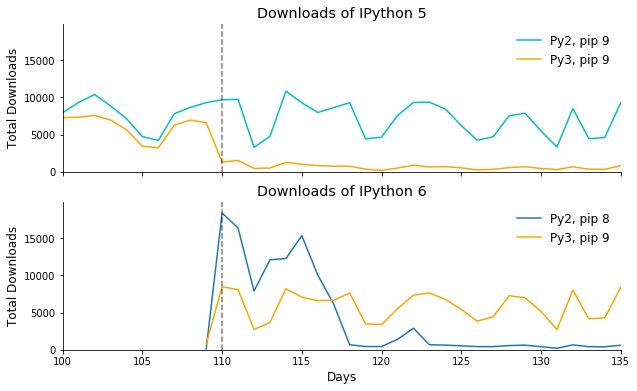 Downloads of IPython 5
Total Downloads
15000
10000
5000
0
Py2, pip 9
Py3, pip 9
Downloads of IPython 6
Total Downloads
15000
10000
5000
0
Py2, pip 8
Py3, pip 9
100 105 110 115 120 125 130 135
Days